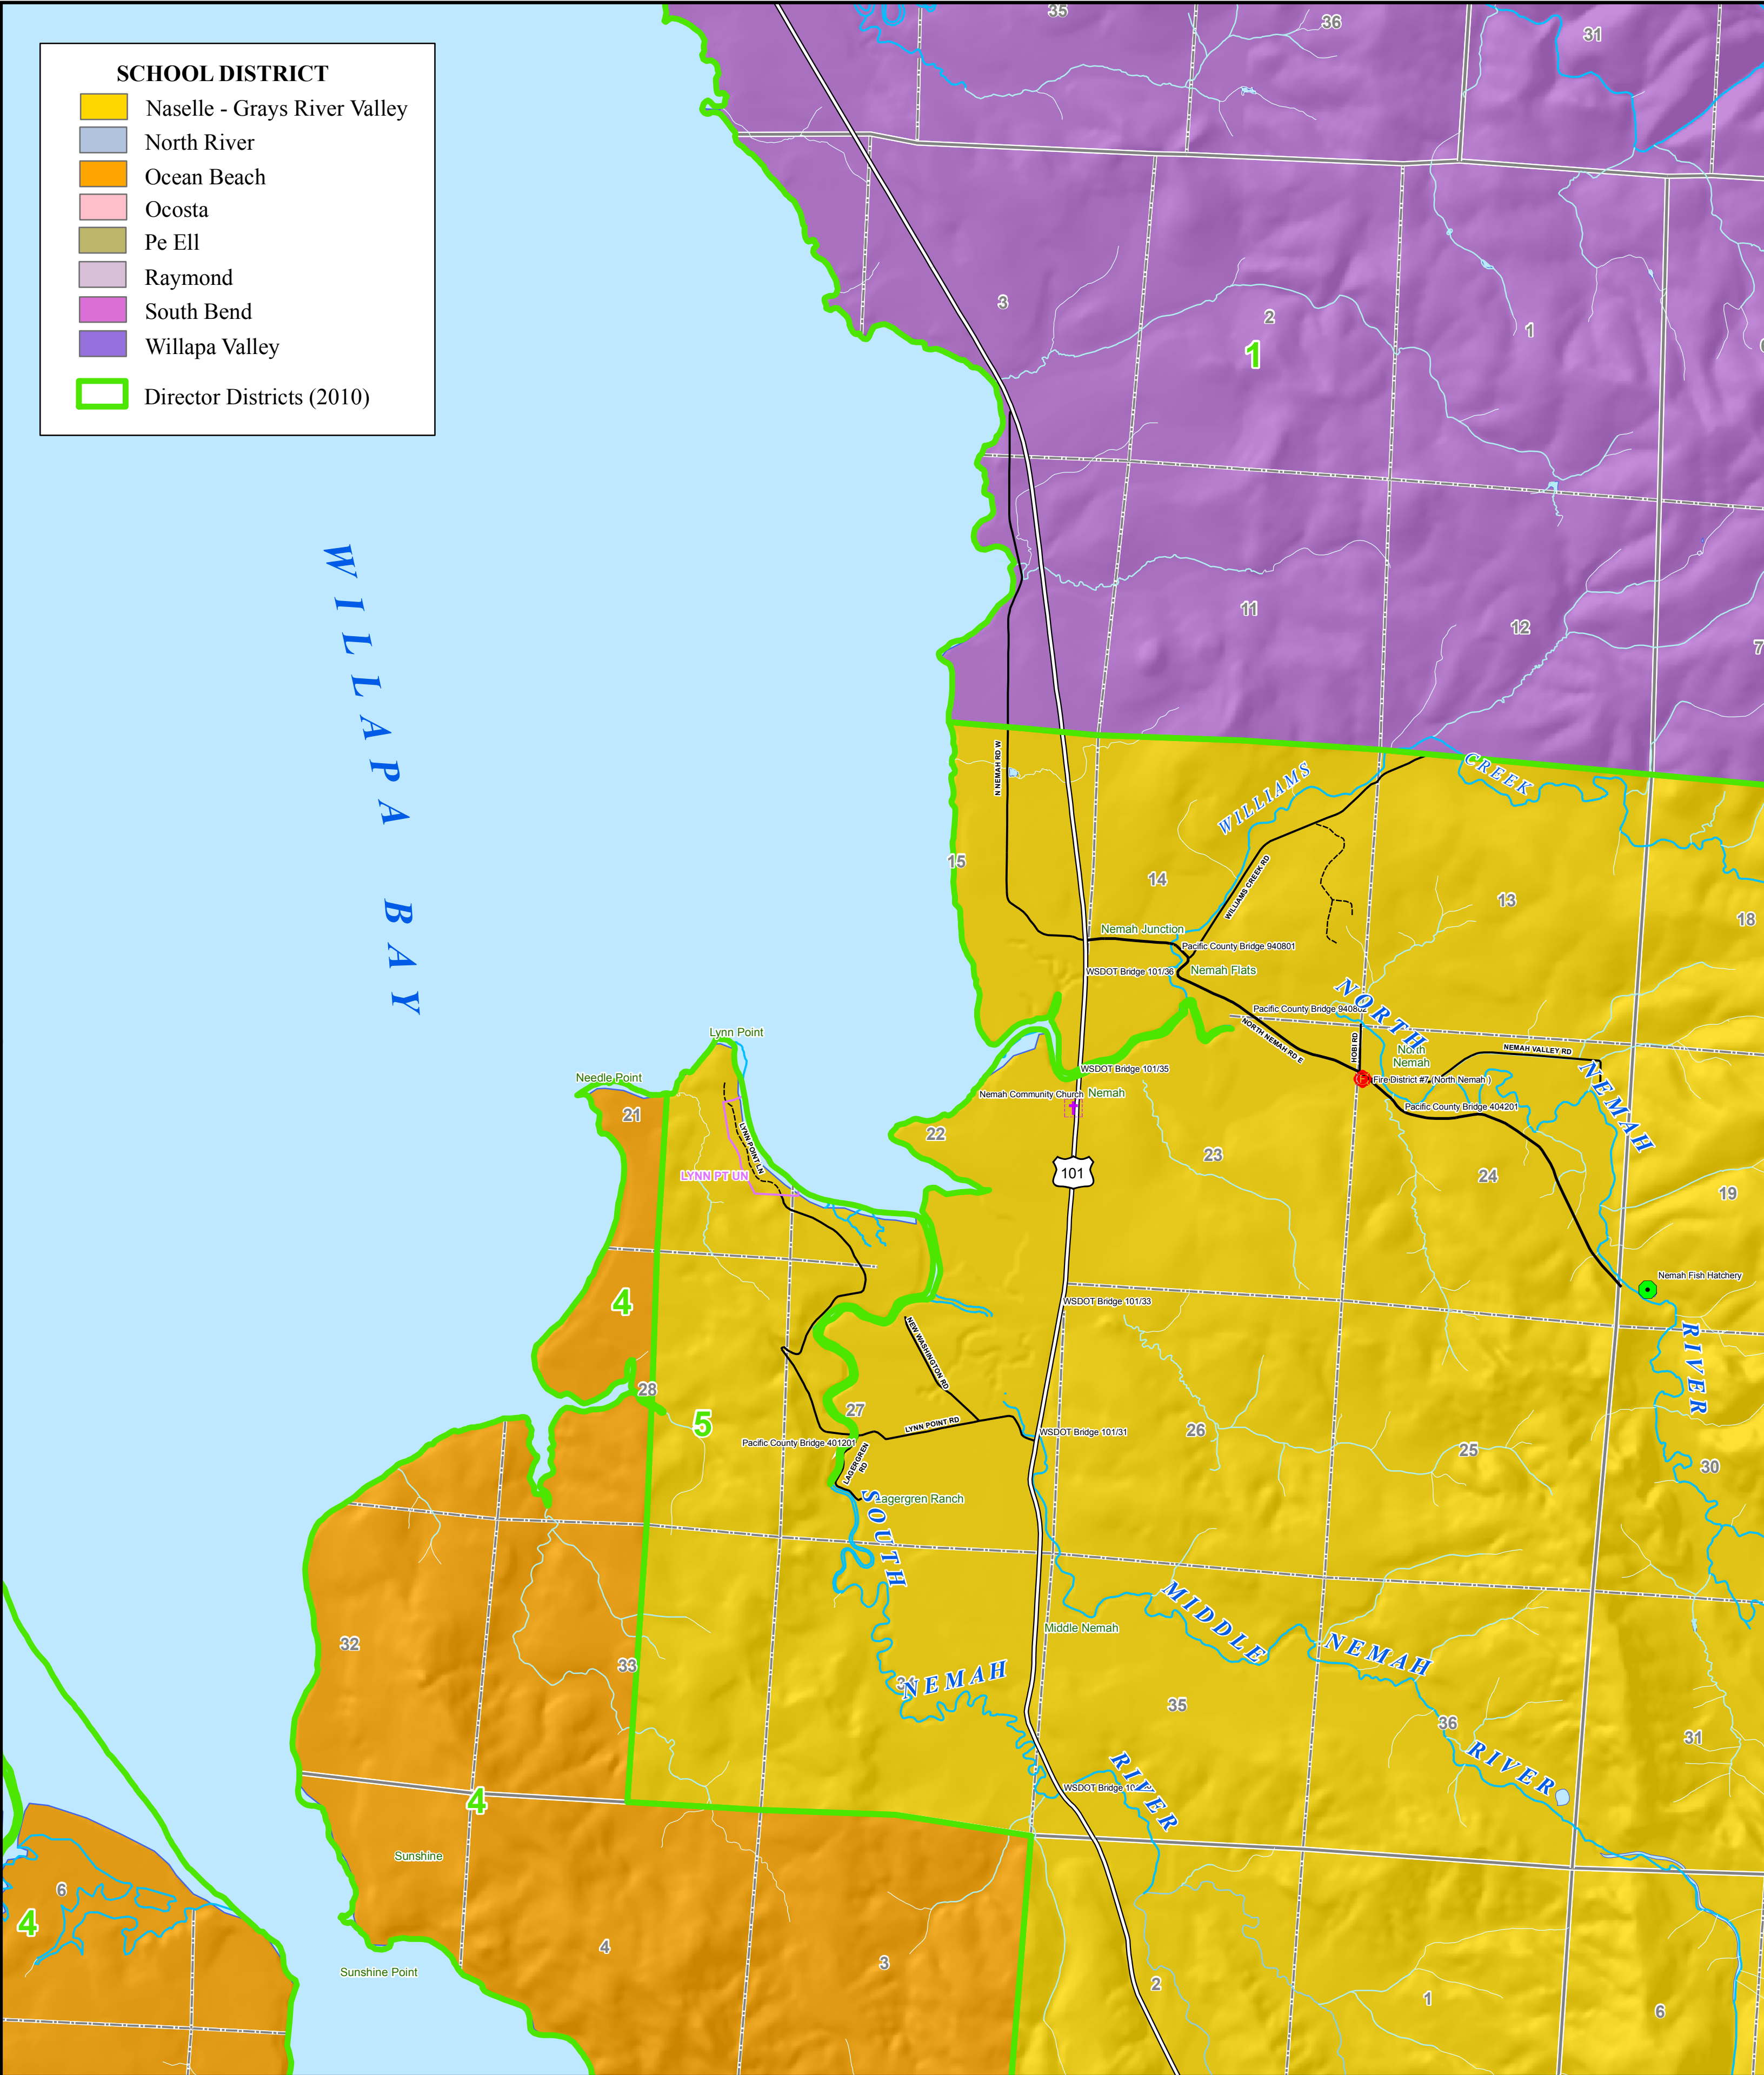 SCHOOL DISTRICT
Naselle - Grays River Valley
North River
Ocean Beach
Ocosta
Pe Ell
Raymond
South Bend
Willapa Valley
Director Districts (2010)
35
36
31
3
2
1
1
11
12
7
WILLAPA BAY
N NEMAH RD W
WILLIAMS
CREEK
15
14
WILLIAMS CREEK RD
13
18
Nemah Junction
Pacific County Bridge 940801
WSDOT Bridge 101/36
Nemah Flats
NORTH
Pacific County Bridge 940802
NORTH NEMAH RD E
HOBI RD
North
Nemah
NEMAH VALLEY RD
Lynn Point
Needle Point
WSDOT Bridge 101/35
Fire District #7 (North Nemah )
NEMAH
Nemah Community Church
Nemah
Pacific County Bridge 404201
21
22
LYNN POINT LN
LYNN PT UN
101
23
24
19
Nemah Fish Hatchery
4
WSDOT Bridge 101/33
NEW WASHINGTON RD
RIVER
28
27
5
LYNN POINT RD
WSDOT Bridge 101/31
26
25
30
Pacific County Bridge 401201
LAGERGREN
RD
Lagergren Ranch
SOUTH
MIDDLE
Middle Nemah
NEMAH
32
33
NEMAH
35
36
31
RIVER
RIVER
4
Sunshine
6
4
4
3
Sunshine Point
2
1
6